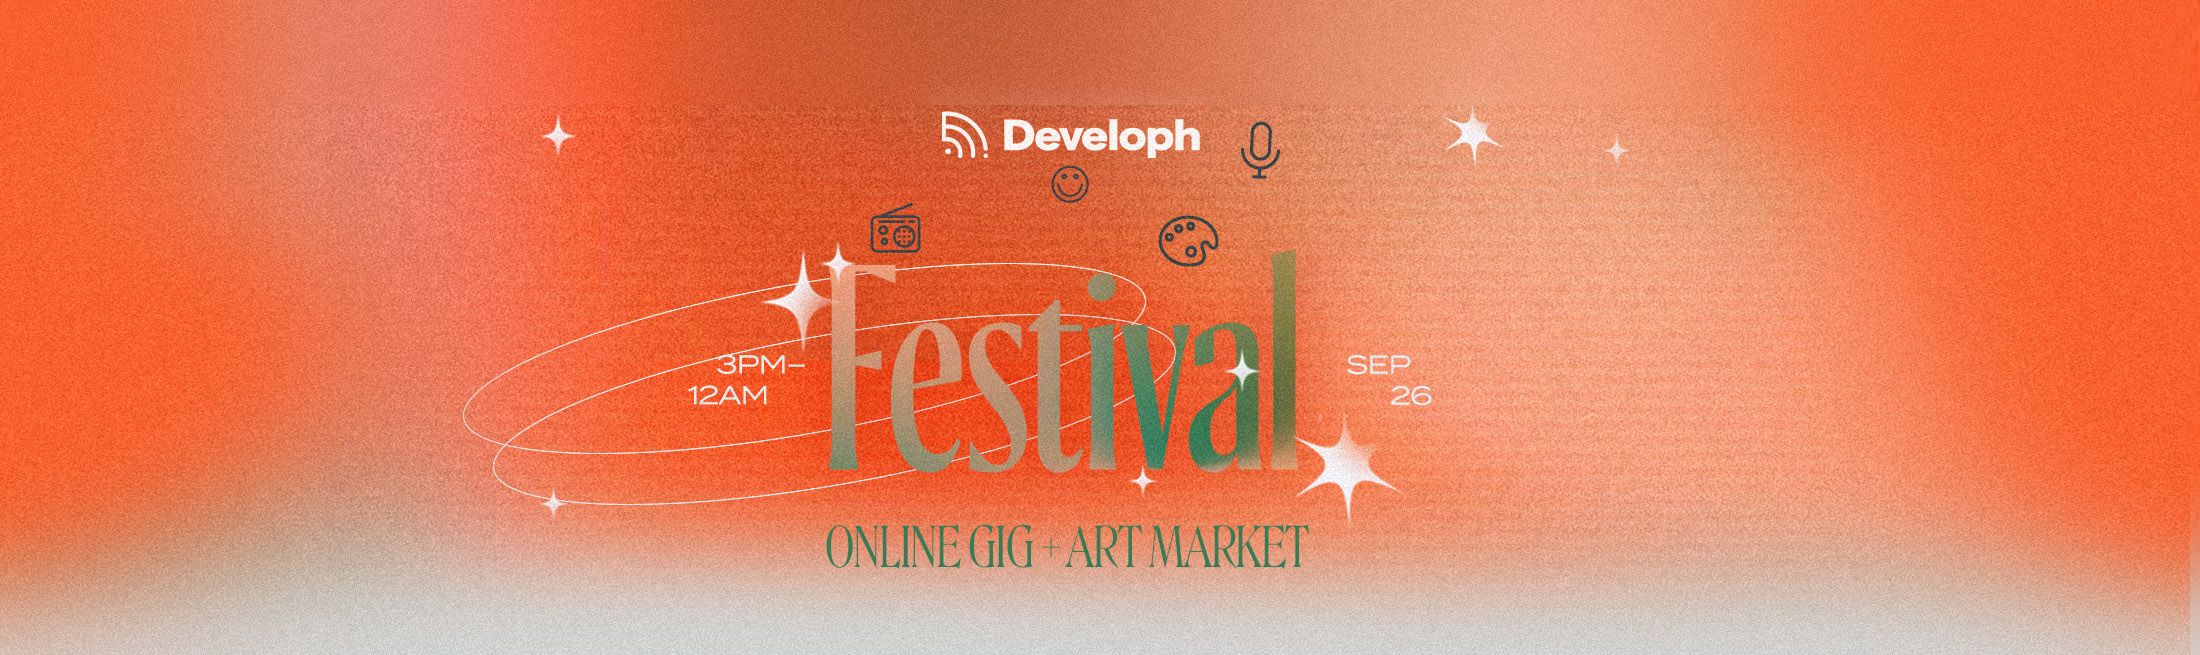 Developh
Festival
3PM–
12AM
SEP
26
ONLINE GIG + ART MARKET